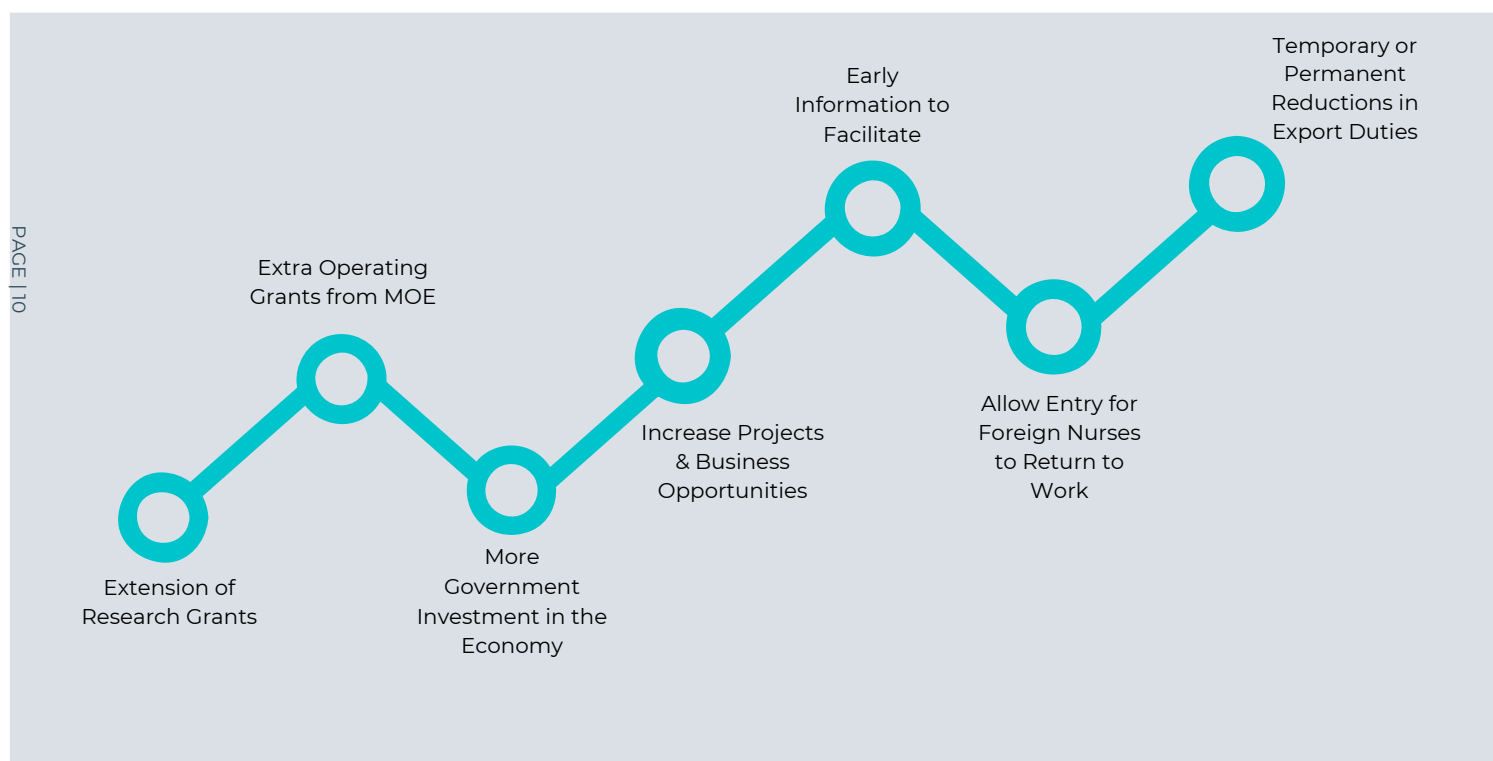 PAGE | 10
Extension of
Research Grants
Extra Operating
Grants from MOE
More
Government
Investment in the
Economy
Increase Projects
& Business
Opportunities
Early
Information to
Facilitate
Allow Entry for
Foreign Nurses
to Return to
Work
Temporary or
Permanent
Reductions in
Export Duties